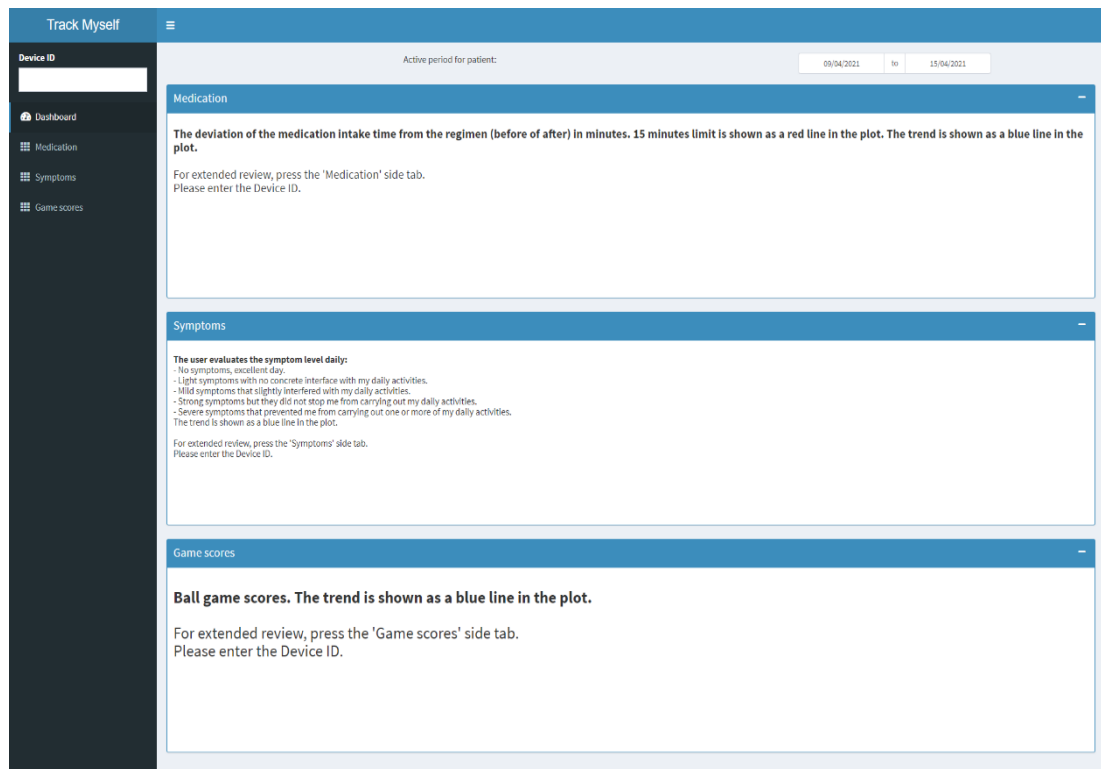 Track Myself
Device ID
Dashboard
Medication
Symptoms
Game scores
Active period for patient:
09/04/2021 to 15/04/2021
Medication
The deviation of the medication intake time from the regimen (before of after) in minutes. 15 minutes limit is shown as a red line in the plot. The trend is shown as a blue line in the
plot.
For extended review, press the 'Medication' side tab.
Please enter the Device ID.
Symptoms
The user evaluates the symptom level daily:
- No symptoms, excellent day.
- Light symptoms with no concrete interface with my daily activities.
- Mild symptoms that slightly interfered with my daily activities.
- Strong symptoms but they did not stop me from carrying out my daily activities.
- Severe symptoms that prevented me from carrying out one or more of my daily activities.
The trend is shown as a blue line in the plot.
For extended review, press the 'Symptoms' side tab.
Please enter the Device ID.
Game scores
Ball game scores. The trend is shown as a blue line in the plot.
For extended review, press the 'Game scores' side tab.
Please enter the Device ID.